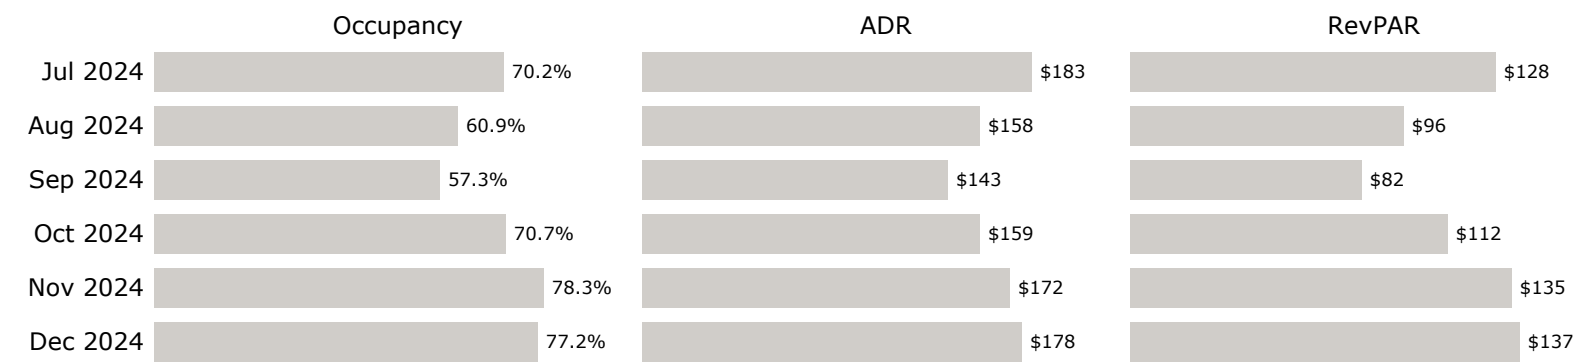 Occupancy ADR RevPAR
Jul 2024 70.2% $183 $128
Aug 2024 60.9% $158 $96
Sep 2024 57.3% $143 $82
Oct 2024 70.7% $159 $112
Nov 2024 78.3% $172 $135
Dec 2024 77.2% $178 $137